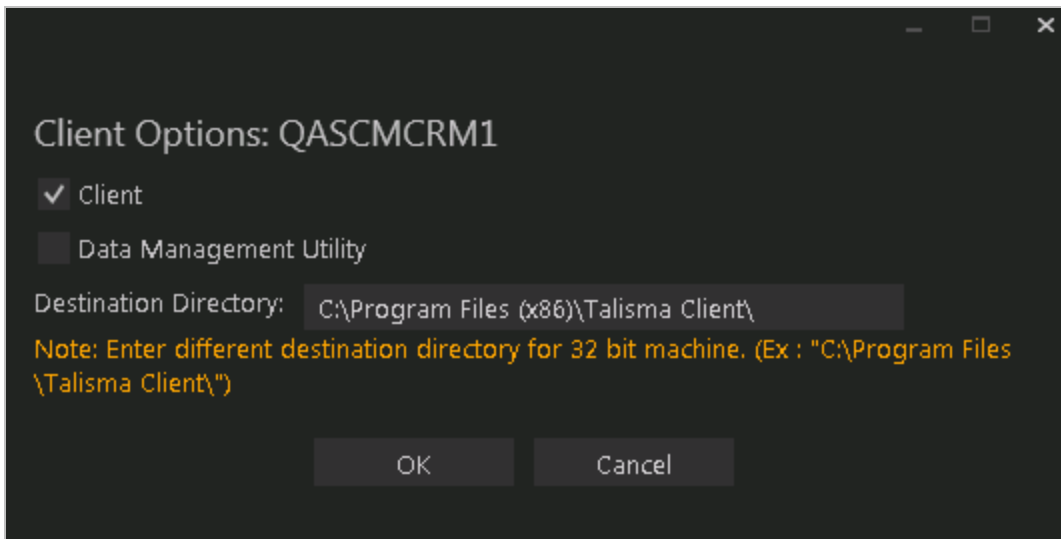 Client Options: QASCMCRM1
Client
Data Management Utility
Destination Directory: C:\Program Files (x86)\Talisma Client\
Note: Enter different destination directory for 32 bit machine. (Ex : "C:\Program Files
\Talisma Client\")
OK Cancel